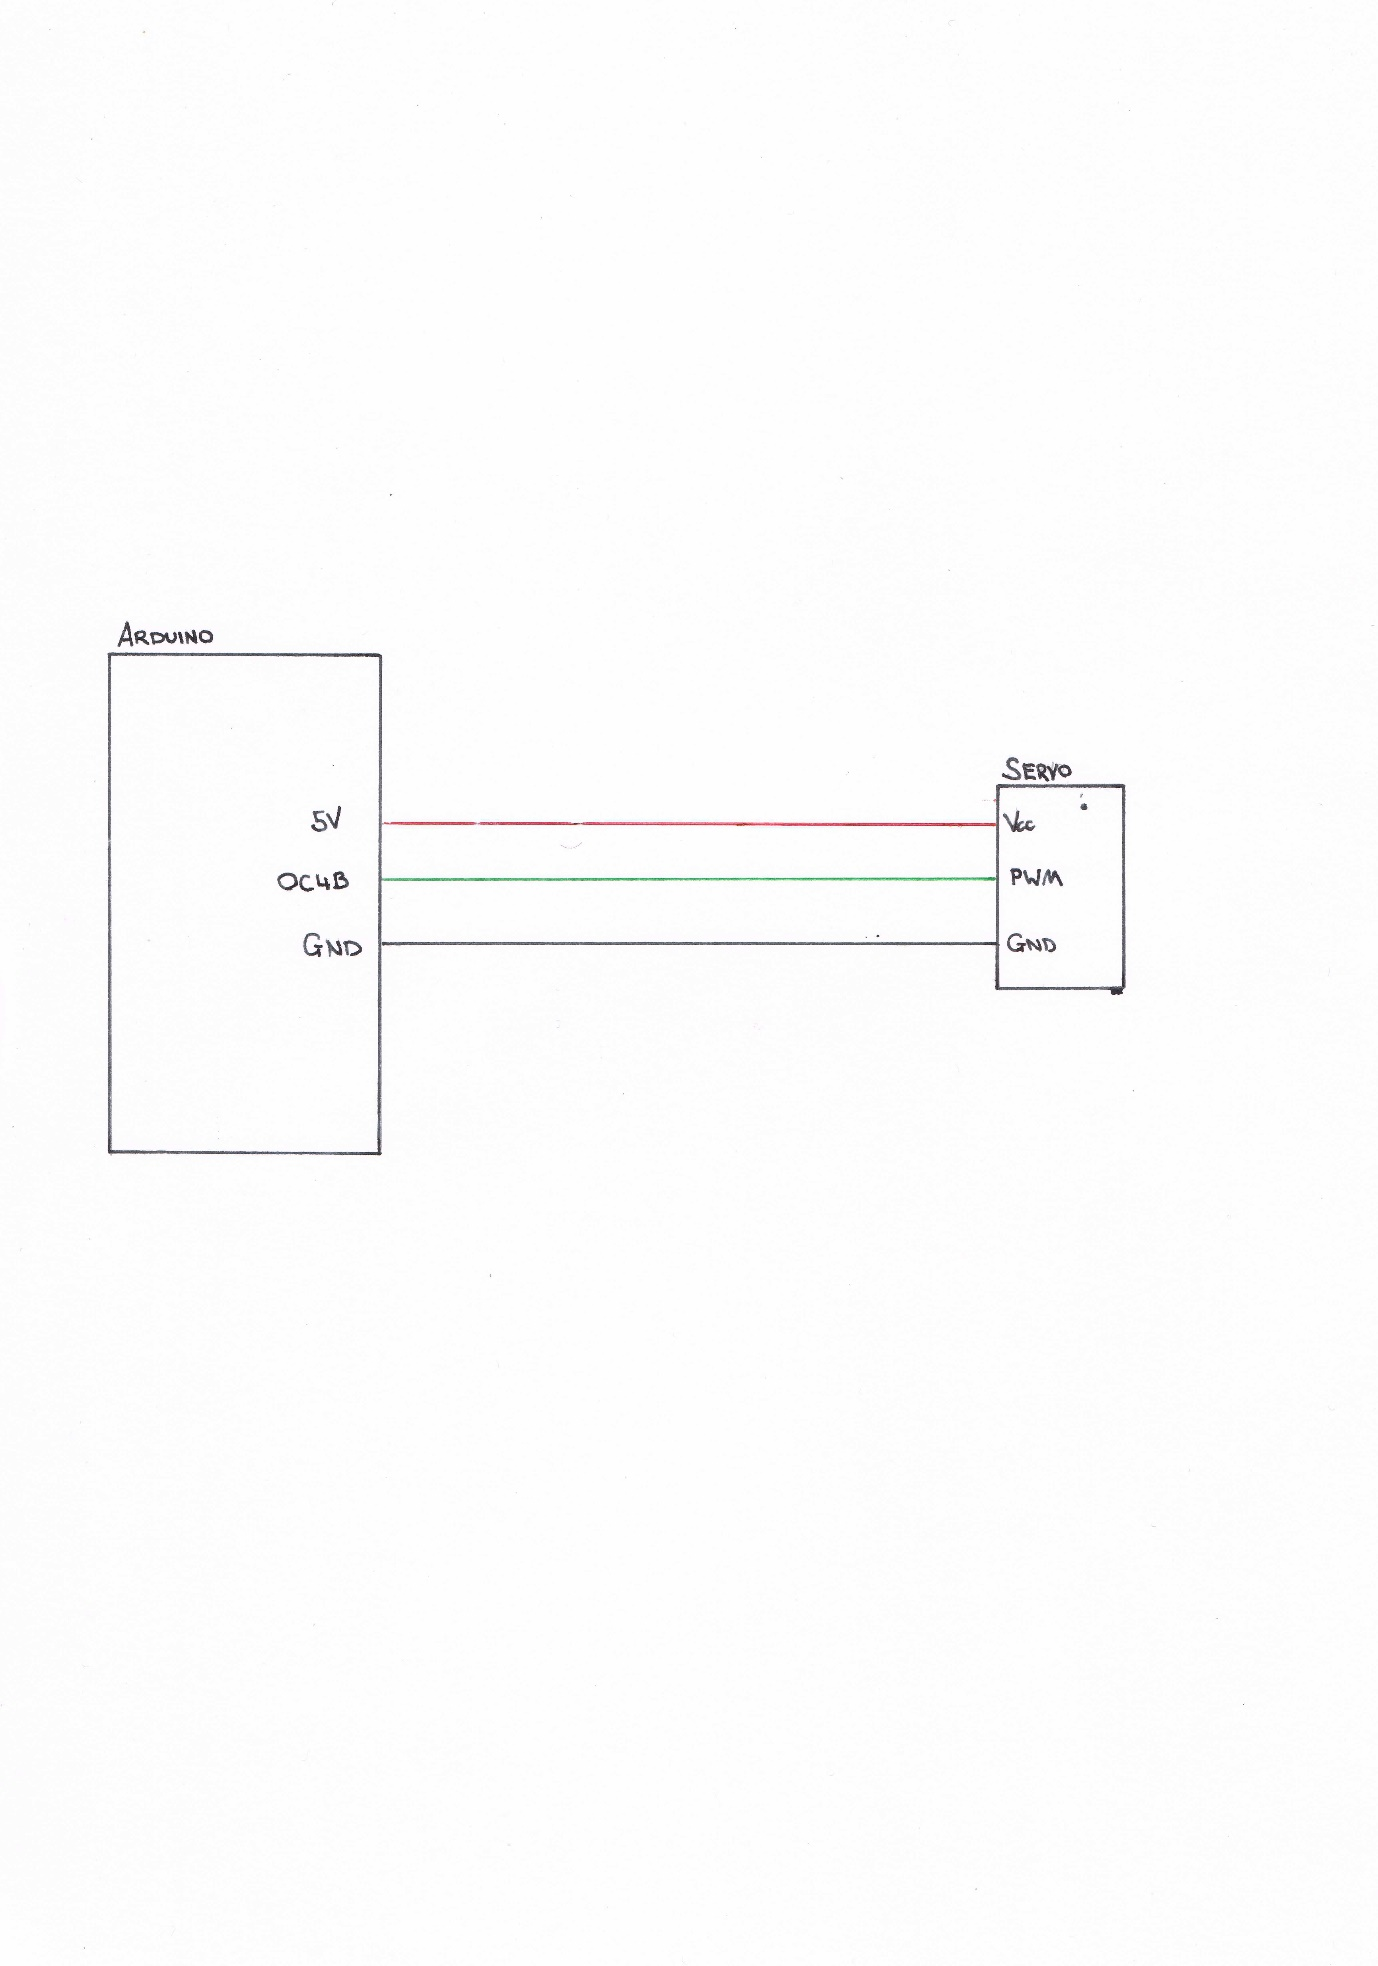 ARDUINO
SERVO
5V
Vcc
OC4B
PWM
GND
GND